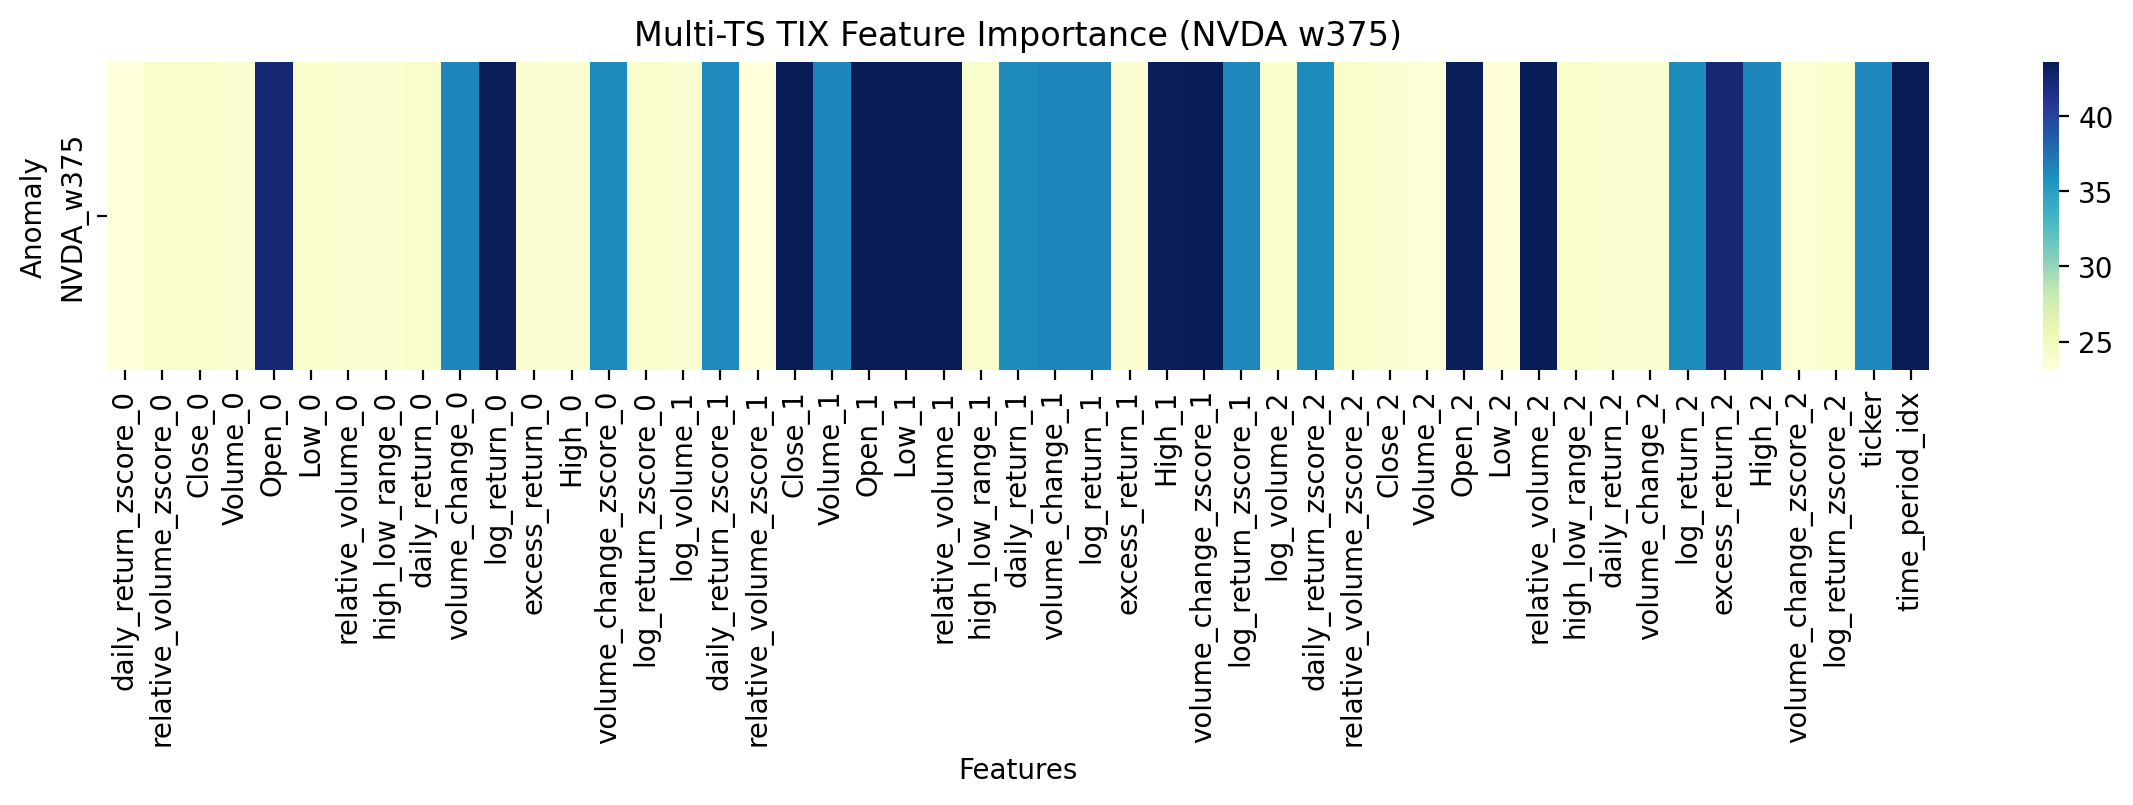 Multi-TS TIX Feature Importance (NVDA w375)
Anomaly
NVDA_w375
40
35
30
25
daily_return_zscore_0
relative_volume_zscore_0
Close_0
Volume_0
Open_0
Low_0
relative_volume_0
high_low_range_0
daily_return_0
volume_change_0
log_return_0
excess_return_0
High_0
volume_change_zscore_0
log_return_zscore_0
log_volume_1
daily_return_zscore_1
relative_volume_zscore_1
Close_1
Volume_1
Open_1
Low_1
relative_volume_1
high_low_range_1
daily_return_1
volume_change_1
log_return_1
excess_return_1
High_1
volume_change_zscore_1
log_return_zscore_1
log_volume_2
daily_return_zscore_2
relative_volume_zscore_2
Close_2
Volume_2
Open_2
Low_2
relative_volume_2
high_low_range_2
daily_return_2
volume_change_2
log_return_2
excess_return_2
High_2
volume_change_zscore_2
log_return_zscore_2
ticker
time_period_idx
Features